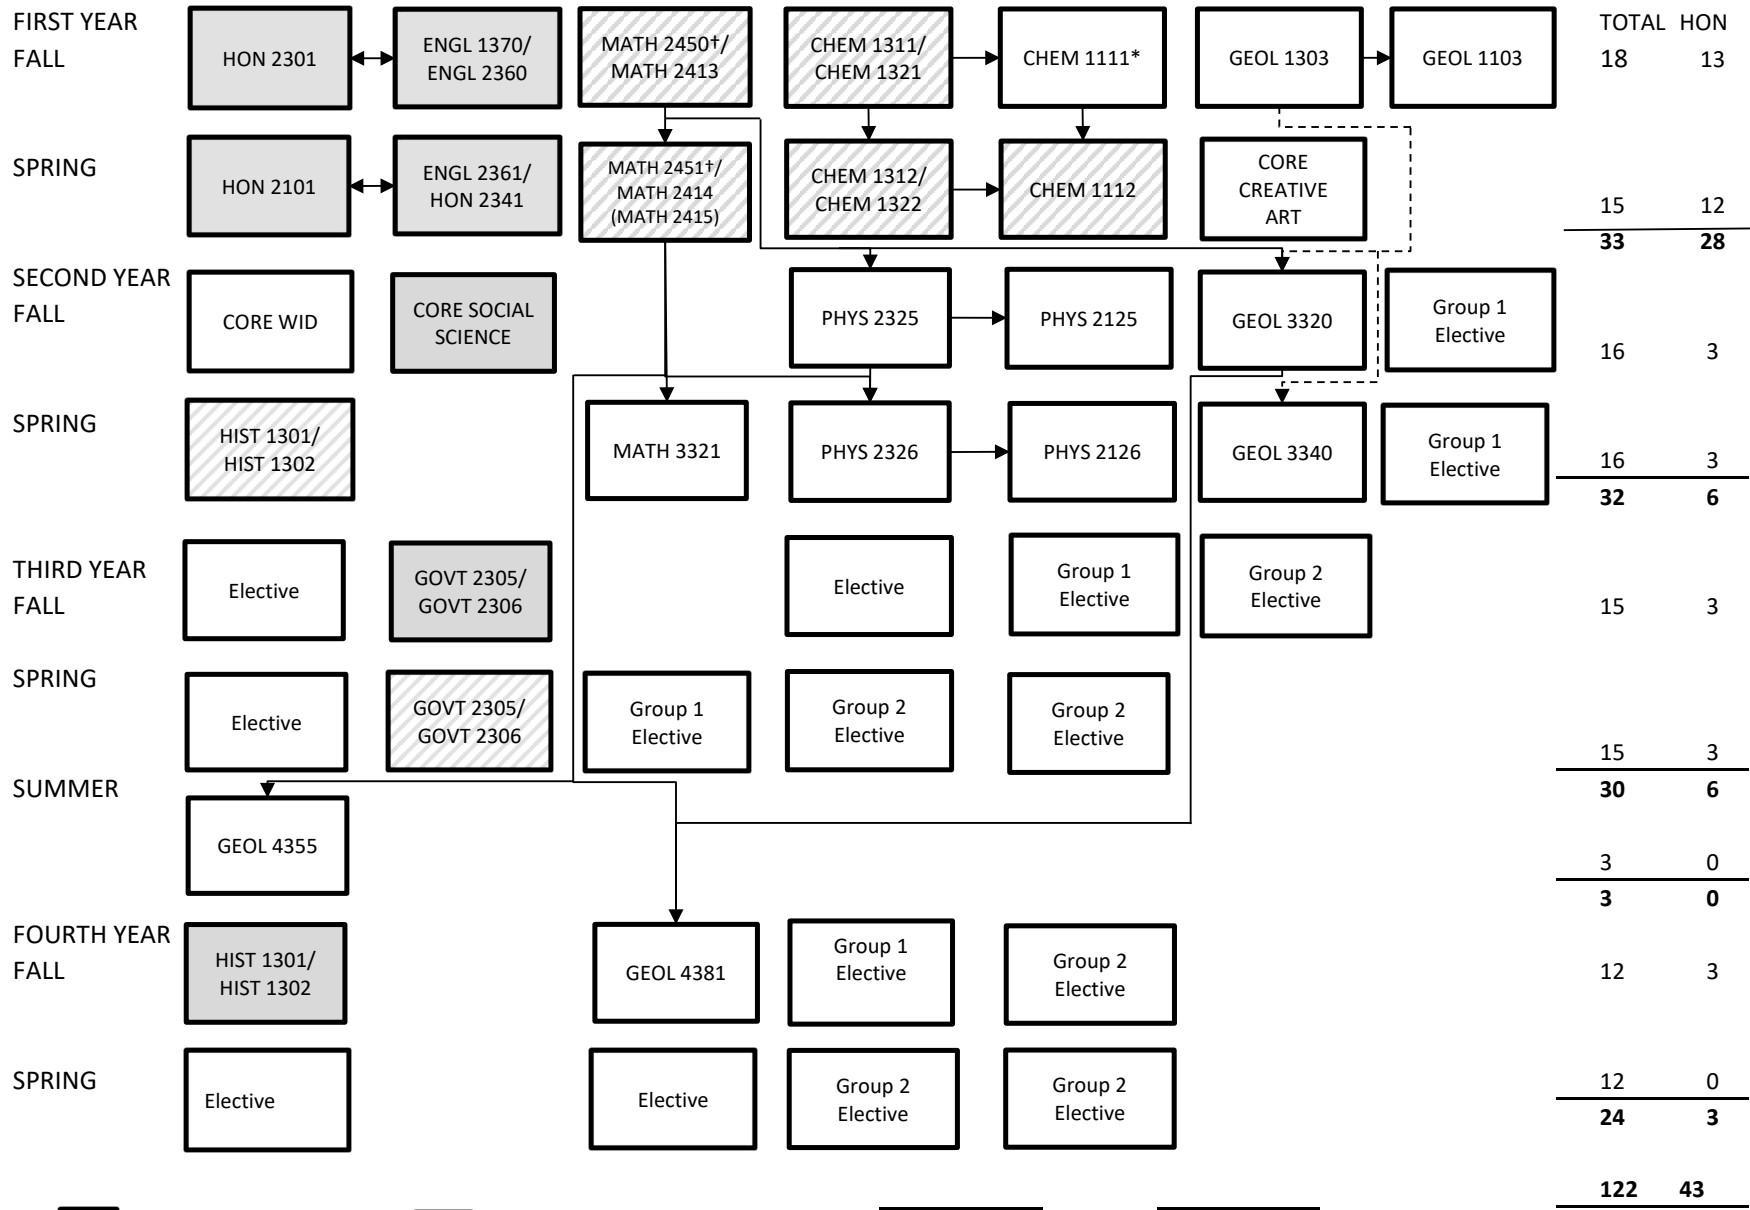 FIRST YEAR
FALL
HON 2301
ENGL 1370/
ENGL 2360
MATH 2450†/
MATH 2413
CHEM 1311/
CHEM 1321
CHEM 1111*
GEOL 1303
GEOL 1103
TOTAL HON
18 13
SPRING
HON 2101
ENGL 2361/
HON 2341
MATH 2451†/
MATH 2414
(MATH 2415)
CHEM 1312/
CHEM 1322
CHEM 1112
CORE
CREATIVE
ART
15 12
33 28
SECOND YEAR
FALL
CORE WID
CORE SOCIAL
SCIENCE
PHYS 2325
PHYS 2125
GEOL 3320
Group 1
Elective
16 3
SPRING
HIST 1301/
HIST 1302
MATH 3321
PHYS 2326
PHYS 2126
GEOL 3340
Group 1
Elective
16 3
32 6
THIRD YEAR
FALL
Elective
GOVT 2305/
GOVT 2306
Elective
Group 1
Elective
Group 2
Elective
15 3
SPRING
Elective
GOVT 2305/
GOVT 2306
Group 1
Elective
Group 2
Elective
Group 2
Elective
15 3
30 6
SUMMER
GEOL 4355
3 0
3 0
FOURTH YEAR
FALL
HIST 1301/
HIST 1302
GEOL 4381
Group 1
Elective
Group 2
Elective
12 3
SPRING
Elective
Elective
Group 2
Elective
Group 2
Elective
12 0
24 3
122 43